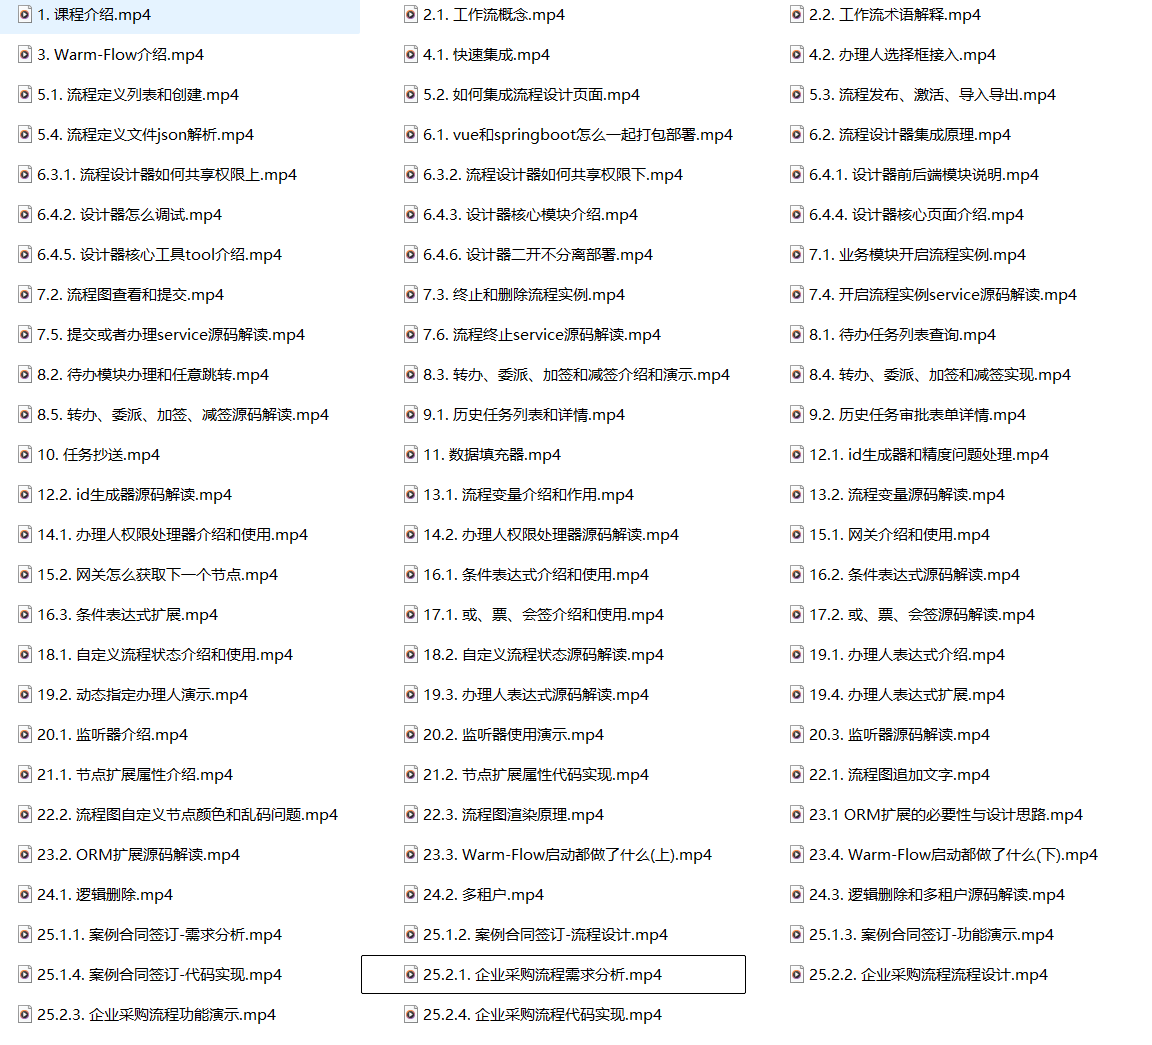 1. 课程介绍.mp4
2.1. 工作流概念.mp4
2.2. 工作流术语解释.mp4
3. Warm-Flow介绍.mp4
4.1. 快速集成.mp4
4.2. 办理人选择框接入.mp4
5.1. 流程定义列表和创建.mp4
5.2. 如何集成流程设计页面.mp4
5.3. 流程发布、激活、导入导出.mp4
5.4. 流程定义文件json解析.mp4
6.1. vue和springboot怎么一起打包部署.mp4
6.2. 流程设计器集成原理.mp4
6.3.1. 流程设计器如何共享权限上.mp4
6.3.2. 流程设计器如何共享权限下.mp4
6.4.1. 设计器前后端模块说明.mp4
6.4.2. 设计器怎么调试.mp4
6.4.3. 设计器核心模块介绍.mp4
6.4.4. 设计器核心页面介绍.mp4
6.4.5. 设计器核心工具tool介绍.mp4
6.4.6. 设计器二开不分离部署.mp4
7.1. 业务模块开启流程实例.mp4
7.2. 流程图查看和提交.mp4
7.3. 终止和删除流程实例.mp4
7.4. 开启流程实例service源码解读.mp4
7.5. 提交或者办理service源码解读.mp4
7.6. 流程终止service源码解读.mp4
8.1. 待办任务列表查询.mp4
8.2. 待办模块办理和任意跳转.mp4
8.3. 转办、委派、加签和减签介绍和演示.mp4
8.4. 转办、委派、加签和减签实现.mp4
8.5. 转办、委派、加签、减签源码解读.mp4
9.1. 历史任务列表和详情.mp4
9.2. 历史任务审批表单详情.mp4
10. 任务抄送.mp4
11. 数据填充器.mp4
12.1. id生成器和精度问题处理.mp4
12.2. id生成器源码解读.mp4
13.1. 流程变量介绍和作用.mp4
13.2. 流程变量源码解读.mp4
14.1. 办理人权限处理器介绍和使用.mp4
14.2. 办理人权限处理器源码解读.mp4
15.1. 网关介绍和使用.mp4
15.2. 网关怎么获取下一个节点.mp4
16.1. 条件表达式介绍和使用.mp4
16.2. 条件表达式源码解读.mp4
16.3. 条件表达式扩展.mp4
17.1. 或、票、会签介绍和使用.mp4
17.2. 或、票、会签源码解读.mp4
18.1. 自定义流程状态介绍和使用.mp4
18.2. 自定义流程状态源码解读.mp4
19.1. 办理人表达式介绍.mp4
19.2. 动态指定办理人演示.mp4
19.3. 办理人表达式源码解读.mp4
19.4. 办理人表达式扩展.mp4
20.1. 监听器介绍.mp4
20.2. 监听器使用演示.mp4
20.3. 监听器源码解读.mp4
21.1. 节点扩展属性介绍.mp4
21.2. 节点扩展属性代码实现.mp4
22.1. 流程图追加文字.mp4
22.2. 流程图自定义节点颜色和乱码问题.mp4
22.3. 流程图渲染原理.mp4
23.1 ORM扩展的必要性与设计思路.mp4
23.2. ORM扩展源码解读.mp4
23.3. Warm-Flow启动都做了什么(上).mp4
23.4. Warm-Flow启动都做了什么(下).mp4
24.1. 逻辑删除.mp4
24.2. 多租户.mp4
24.3. 逻辑删除和多租户源码解读.mp4
25.1.1. 案例合同签订-需求分析.mp4
25.1.2. 案例合同签订-流程设计.mp4
25.1.3. 案例合同签订-功能演示.mp4
25.1.4. 案例合同签订-代码实现.mp4
25.2.1. 企业采购流程需求分析.mp4
25.2.2. 企业采购流程流程设计.mp4
25.2.3. 企业采购流程功能演示.mp4
25.2.4. 企业采购流程代码实现.mp4